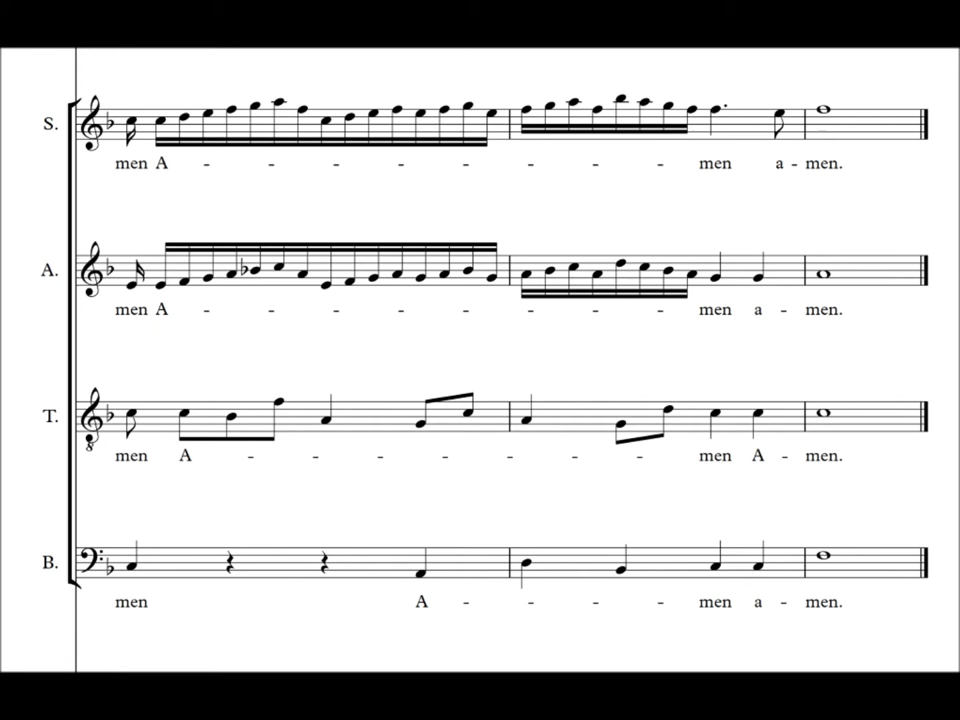 S.
men A - - - - - - - - men a - men.
A.
men A - - - - - - - - men a - men.
T.
men A - - - - - - - men A - men.
B.
men A - - - - men a - men.